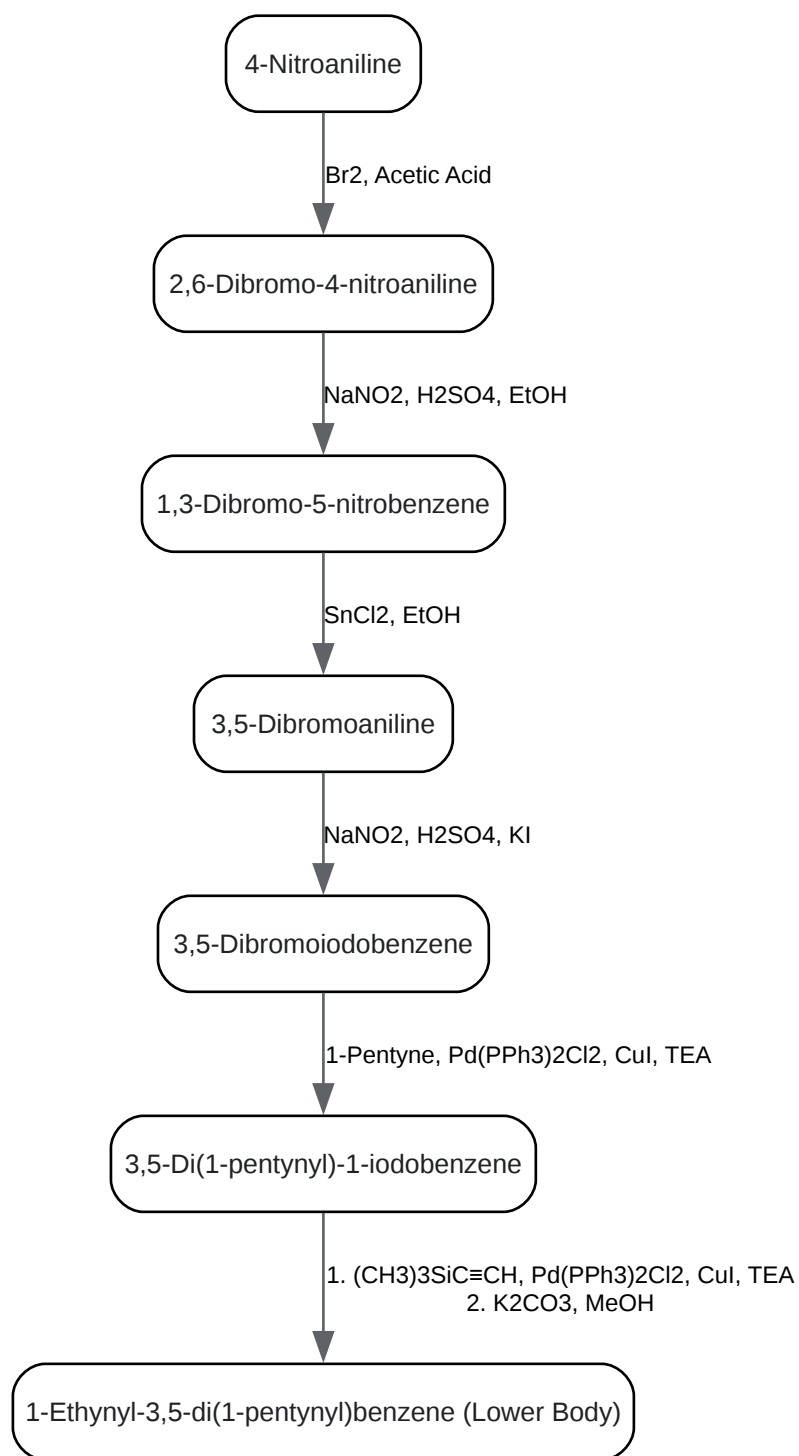 4-Nitroaniline
Br2, Acetic Acid
2,6-Dibromo-4-nitroaniline
NaNO2, H2SO4, EtOH
1,3-Dibromo-5-nitrobenzene
SnCl2, EtOH
3,5-Dibromoaniline
NaNO2, H2SO4, KI
3,5-Dibromoiodobenzene
1-Pentyne, Pd(PPh3)2Cl2, CuI, TEA
3,5-Di(1-pentynyl)-1-iodobenzene
1. (CH3)3SiC≡CH, Pd(PPh3)2Cl2, CuI, TEA
2. K2CO3, MeOH
1-Ethynyl-3,5-di(1-pentynyl)benzene (Lower Body)